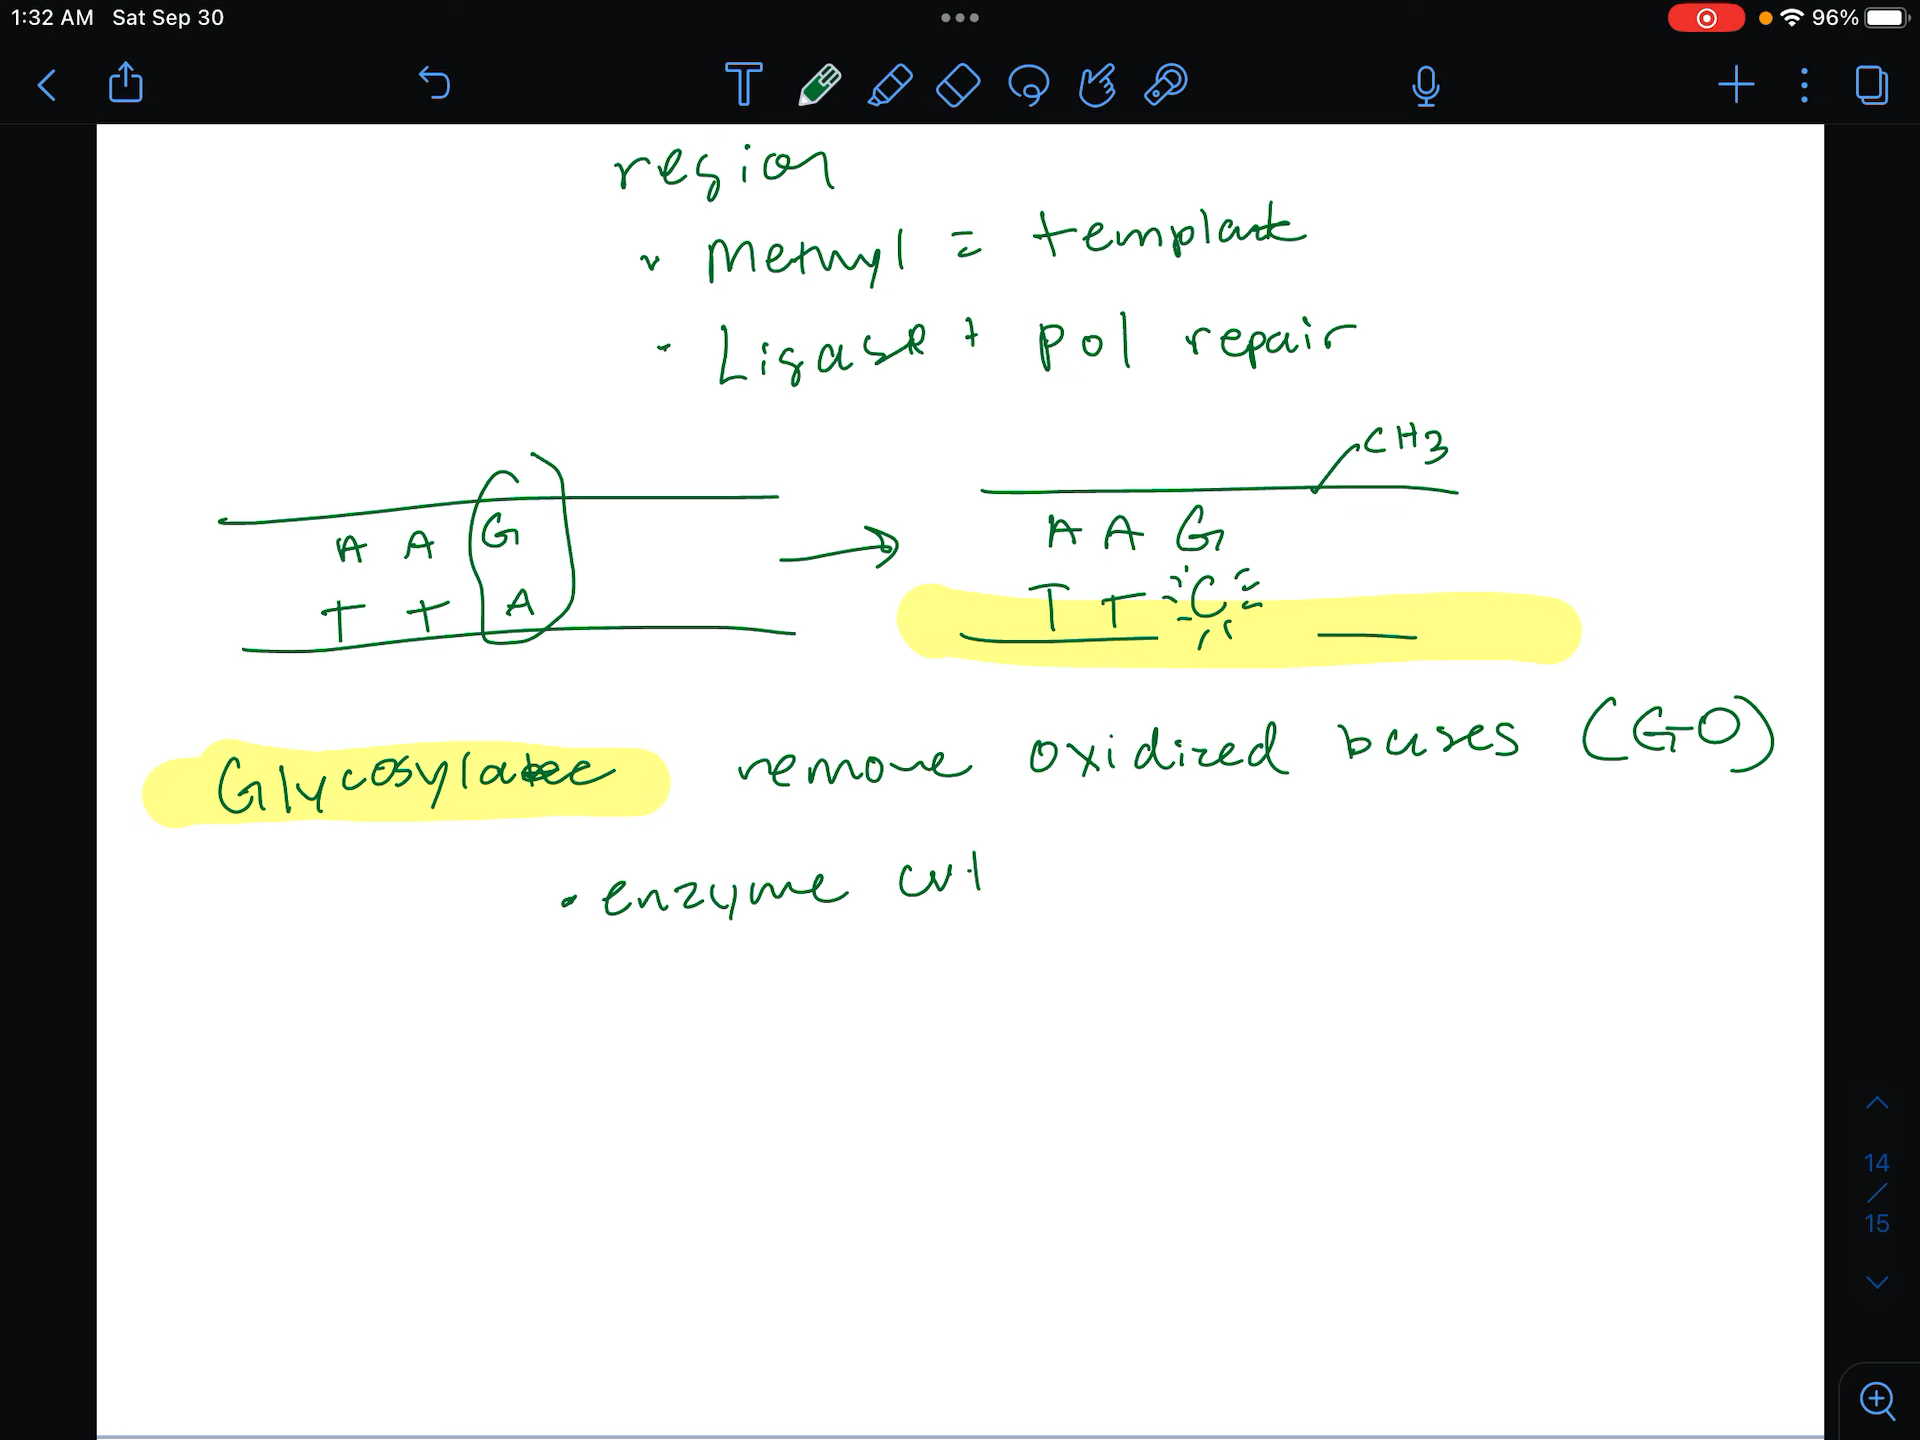 1:32 AM Sat Sep 30 96%
region
• Methyl = template
• Ligase + pol repair
CH3
A A G A A G
T T A T T C
Glycosylase remove oxidized bases (GO)
• enzyme cut
14
/
15